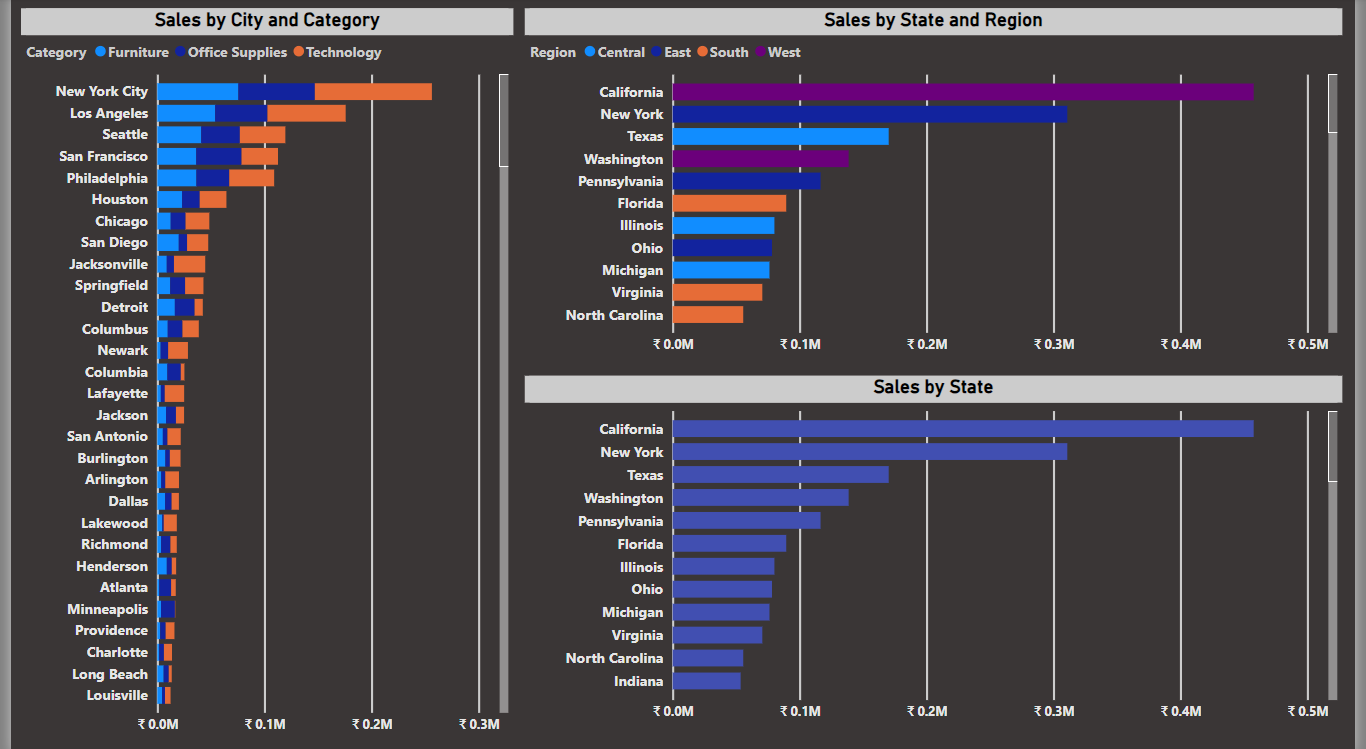 Sales by City and Category
Category Furniture Office Supplies Technology
New York City
Los Angeles
Seattle
San Francisco
Philadelphia
Houston
Chicago
San Diego
Jacksonville
Springfield
Detroit
Columbus
Newark
Columbia
Lafayette
Jackson
San Antonio
Burlington
Arlington
Dallas
Lakewood
Richmond
Henderson
Atlanta
Minneapolis
Providence
Charlotte
Long Beach
Louisville
₹ 0.0M ₹ 0.1M ₹ 0.2M ₹ 0.3M
Sales by State and Region
Region Central East South West
California
New York
Texas
Washington
Pennsylvania
Florida
Illinois
Ohio
Michigan
Virginia
North Carolina
₹ 0.0M ₹ 0.1M ₹ 0.2M ₹ 0.3M ₹ 0.4M ₹ 0.5M
Sales by State
California
New York
Texas
Washington
Pennsylvania
Florida
Illinois
Ohio
Michigan
Virginia
North Carolina
Indiana
₹ 0.0M ₹ 0.1M ₹ 0.2M ₹ 0.3M ₹ 0.4M ₹ 0.5M